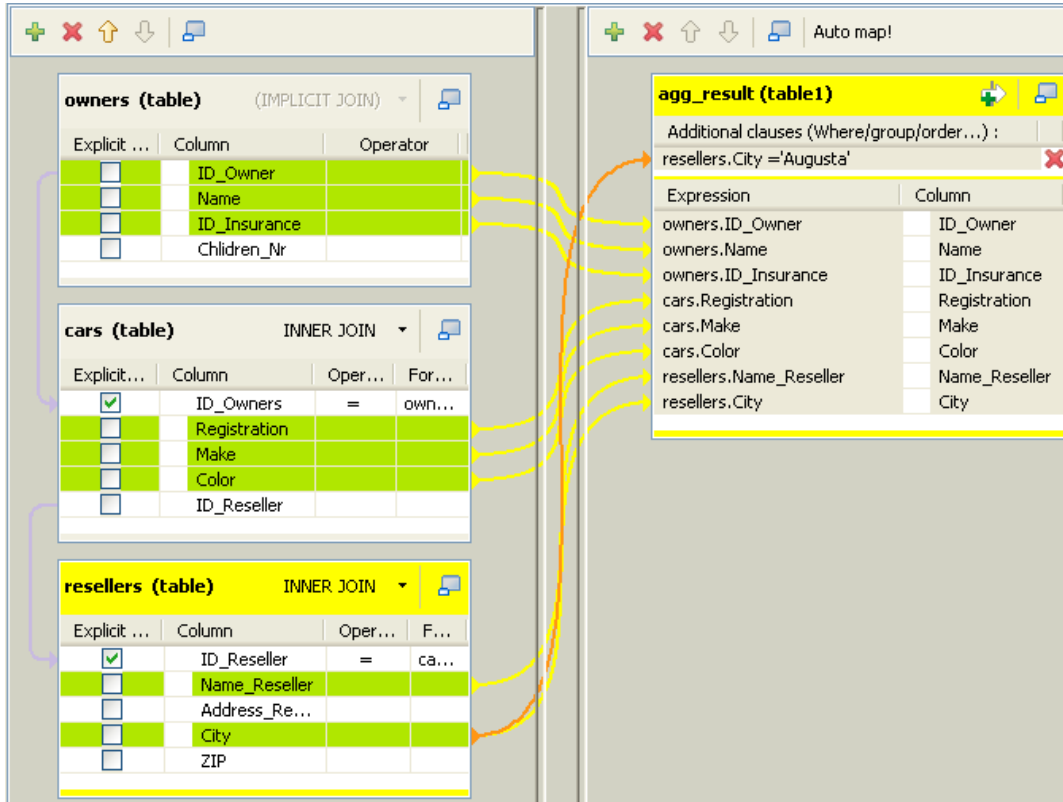 Auto map!
owners (table) (IMPLICIT JOIN)
Explicit ... Column Operator
ID_Owner
Name
ID_Insurance
Chlidren_Nr
cars (table) INNER JOIN
Explicit... Column Oper... For...
ID_Owners = own...
Registration
Make
Color
ID_Reseller
resellers (table) INNER JOIN
Explicit ... Column Oper... F...
ID_Reseller = ca...
Name_Reseller
Address_Re...
City
ZIP
agg_result (table1)
Additional clauses (Where/group/order...) :
resellers.City ='Augusta'
Expression Column
owners.ID_Owner ID_Owner
owners.Name Name
owners.ID_Insurance ID_Insurance
cars.Registration Registration
cars.Make Make
cars.Color Color
resellers.Name_Reseller Name_Reseller
resellers.City City